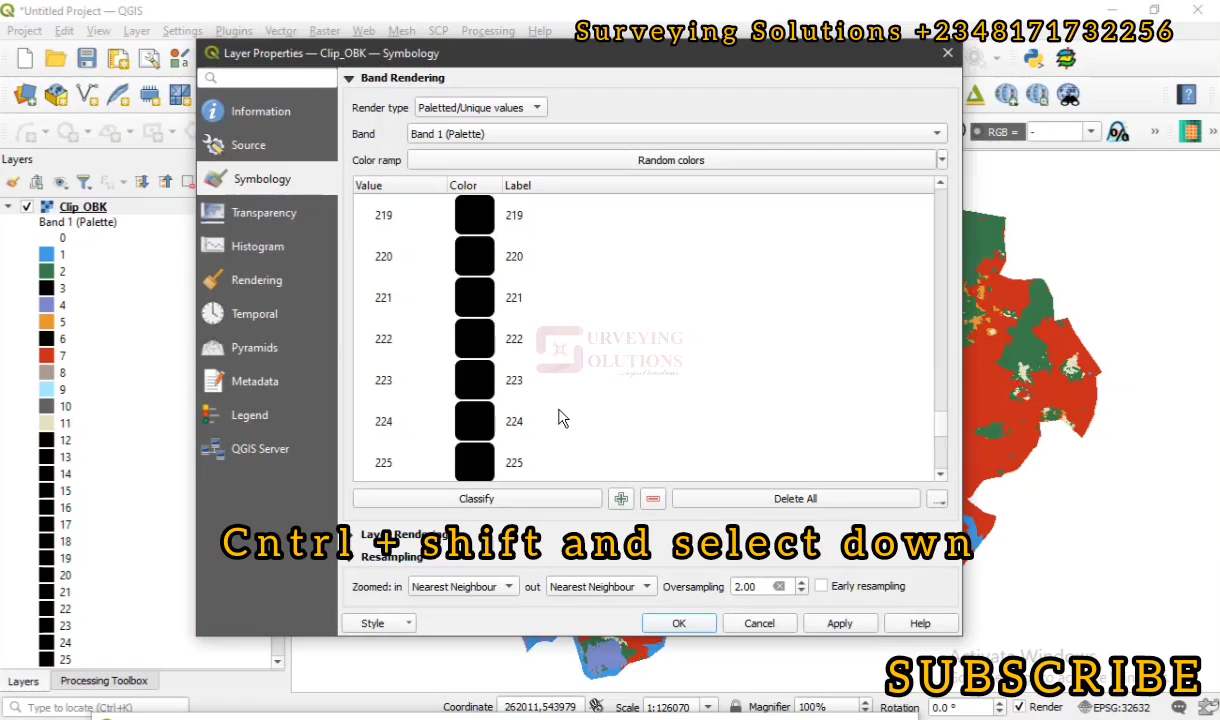 *Untitled Project — QGIS
Project Edit View Layer Settings Plugins Vector Raster Web Mesh SCP Processing Help
Surveying Solutions +2348171732256
Layer Properties — Clip_OBK — Symbology
Information
Source
Symbology
Transparency
Histogram
Rendering
Temporal
Pyramids
Metadata
Legend
QGIS Server
Band Rendering
Render type Paletted/Unique values
Band Band 1 (Palette)
Color ramp Random colors
Value Color Label
219 219
220 220
221 221
222 222
223 223
224 224
225 225
URVEYING
OLUTIONS
Classify Delete All ...
Layer Rendering
Cntrl + shift and select down
Resampling
Zoomed: in Nearest Neighbour out Nearest Neighbour Oversampling 2.00 Early resampling
Style OK Cancel Apply Help
RGB = -
Layers
Clip_OBK
Band 1 (Palette)
0
1
2
3
4
5
6
7
8
9
10
11
12
13
14
15
16
17
18
19
20
21
22
23
24
25
Layers Processing Toolbox
Activate Windows
SUBSCRIBE
Type to locate (Ctrl+K) Coordinate 262011,543979 Scale 1:126070 Magnifier 100% Rotation 0.0 ° Render EPSG:32632